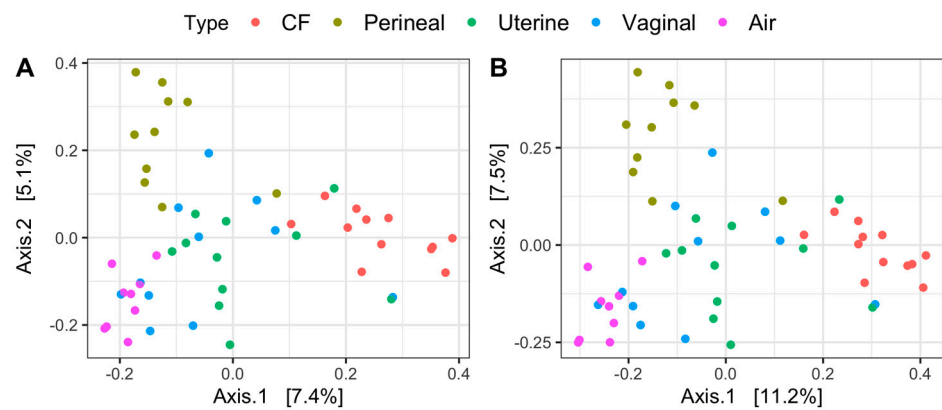 Type CF Perineal Uterine Vaginal Air
A
0.4
0.2
0.0
-0.2
Axis.2 [5.1%]
-0.2 0.0 0.2 0.4
Axis.1 [7.4%]
B
0.25
0.00
-0.25
Axis.2 [7.5%]
-0.2 0.0 0.2 0.4
Axis.1 [11.2%]